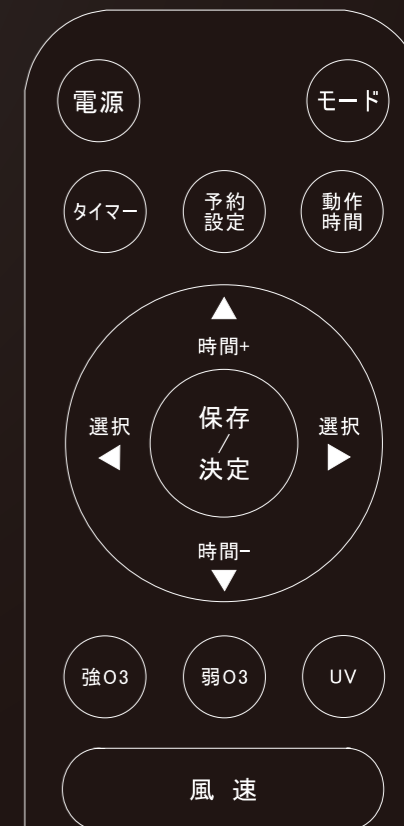 電源
モード
タイマー
予約
設定
動作
時間
時間+
選択
保存
/
決定
選択
時間-
強O3
弱O3
UV
風速